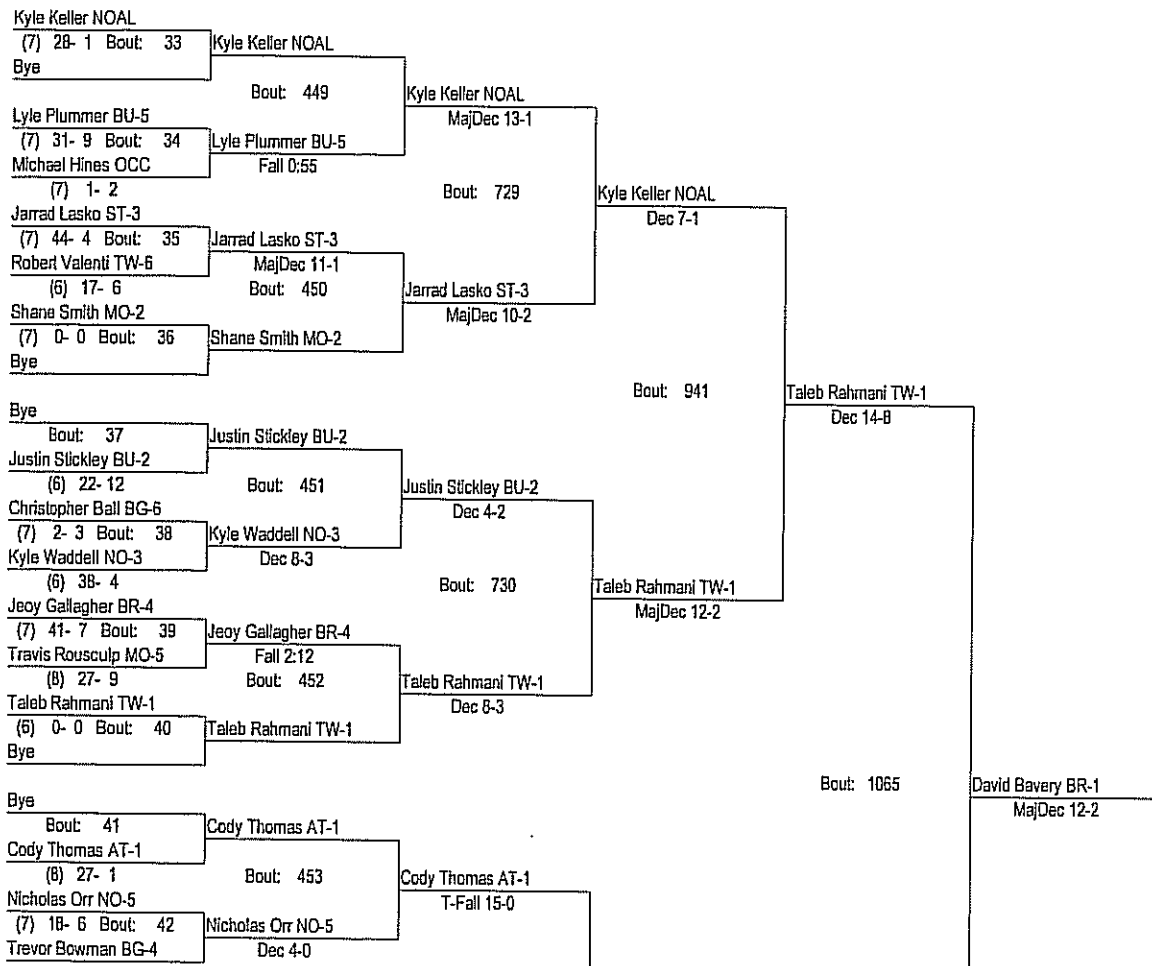 Kyle Keller NOAL
(7) 28- 1 Bout: 33
Kyle Keller NOAL
Bye
Bout: 449
Kyle Keller NOAL
MajDec 13-1
Lyle Plummer BU-5
(7) 31- 9 Bout: 34
Lyle Plummer BU-5
Michael Hines OCC
Fall 0:55
(7) 1- 2
Bout: 729
Kyle Keller NOAL
Dec 7-1
Jarrad Lasko ST-3
(7) 44- 4 Bout: 35
Jarrad Lasko ST-3
Robert Valenti TW-6
MajDec 11-1
(6) 17- 6
Bout: 450
Jarrad Lasko ST-3
MajDec 10-2
Shane Smith MO-2
(7) 0- 0 Bout: 36
Shane Smith MO-2
Bye
Bout: 941
Taleb Rahmani TW-1
Dec 14-8
Bye
Bout: 37
Justin Stickley BU-2
Justin Stickley BU-2
(6) 22- 12
Bout: 451
Justin Stickley BU-2
Dec 4-2
Christopher Ball BG-6
(7) 2- 3 Bout: 38
Kyle Waddell NO-3
Kyle Waddell NO-3
Dec 8-3
(6) 38- 4
Bout: 730
Taleb Rahmani TW-1
MajDec 12-2
Jeoy Gallagher BR-4
(7) 41- 7 Bout: 39
Jeoy Gallagher BR-4
Travis Rousculp MO-5
Fall 2:12
(8) 27- 9
Bout: 452
Taleb Rahmani TW-1
Dec 8-3
Taleb Rahmani TW-1
(6) 0- 0 Bout: 40
Taleb Rahmani TW-1
Bye
Bout: 1065
David Bavery BR-1
MajDec 12-2
Bye
Bout: 41
Cody Thomas AT-1
Cody Thomas AT-1
(8) 27- 1
Bout: 453
Cody Thomas AT-1
T-Fall 15-0
Nicholas Orr NO-5
(7) 18- 6 Bout: 42
Nicholas Orr NO-5
Trevor Bowman BG-4
Dec 4-0